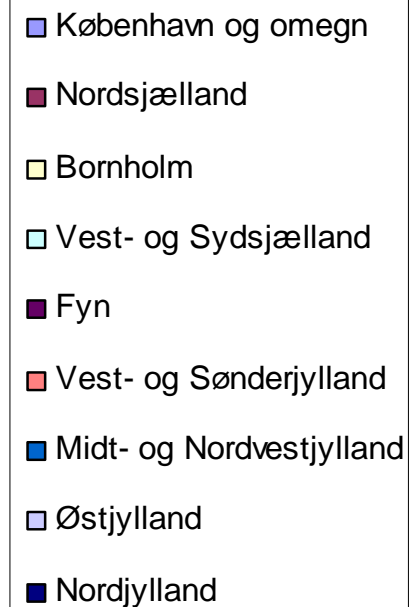 København og omegn
Nordsjælland
Bornholm
Vest- og Sydsjælland
Fyn
Vest- og Sønderjylland
Midt- og Nordvestjylland
Østjylland
Nordjylland